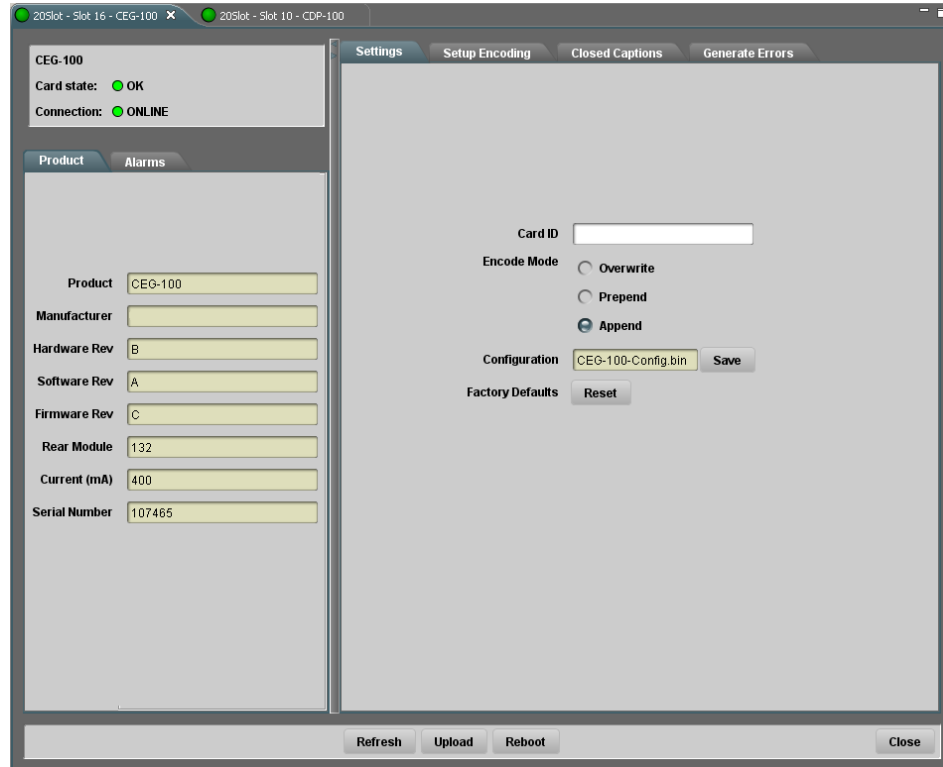 20Slot - Slot 16 - CEG-100 X 20Slot - Slot 10 - CDP-100
CEG-100
Card state: OK
Connection: ONLINE
Product Alarms
Product CEG-100
Manufacturer
Hardware Rev B
Software Rev A
Firmware Rev C
Rear Module 132
Current (mA) 400
Serial Number 107465
Settings Setup Encoding Closed Captions Generate Errors
Card ID
Encode Mode Overwrite
Prepend
Append
Configuration CEG-100-Config.bin Save
Factory Defaults Reset
Refresh Upload Reboot Close